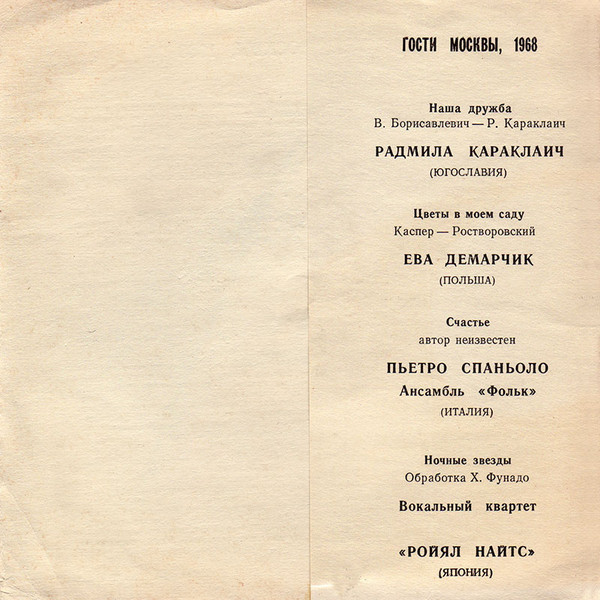 ГОСТИ МОСКВЫ, 1968
Наша дружба
В. Борисавлевич — Р. Караклаич
РАДМИЛА КАРАКЛАИЧ
(ЮГОСЛАВИЯ)
Цветы в моем саду
Каспер — Ростворовский
ЕВА ДЕМАРЧИК
(ПОЛЬША)
Счастье
автор неизвестен
ПЬЕТРО СПАНЬОЛО
Ансамбль «Фольк»
(ИТАЛИЯ)
Ночные звезды
Обработка Х. Фунадо
Вокальный квартет
«РОЙЯЛ НАЙТС»
(ЯПОНИЯ)